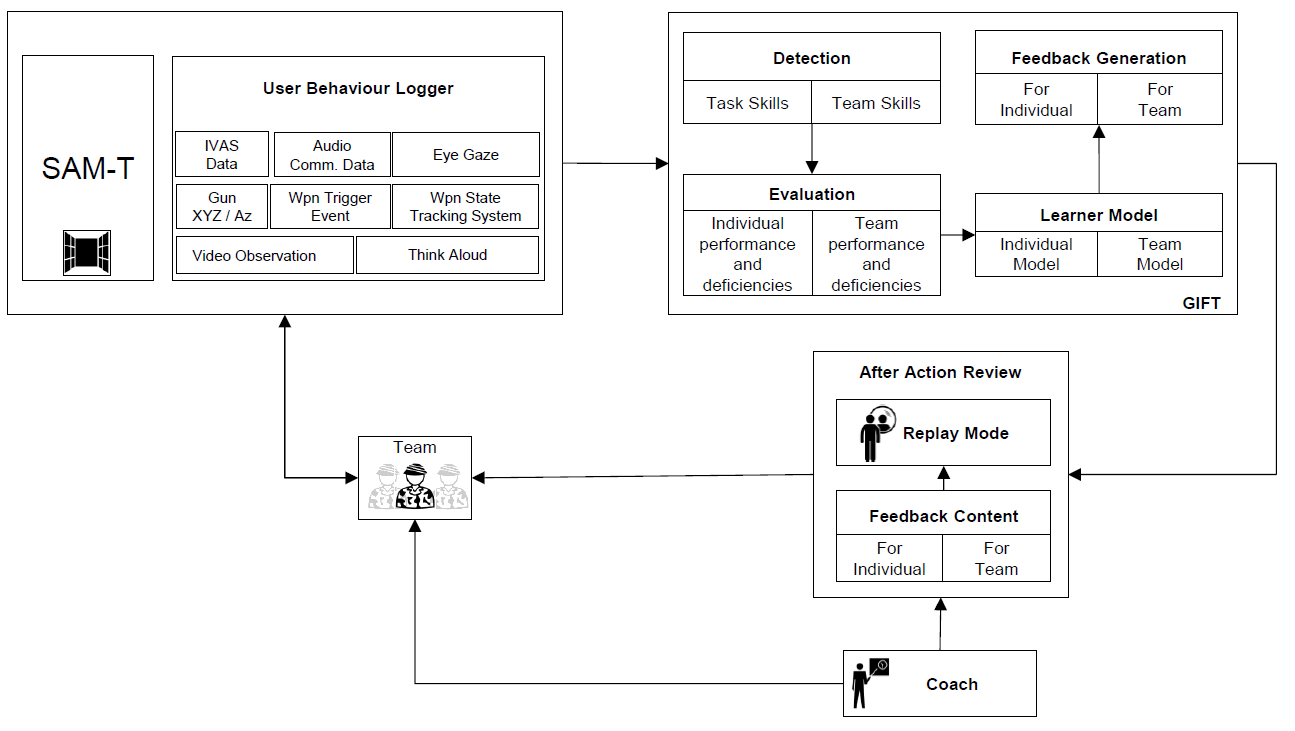 SAM-T
User Behaviour Logger
IVAS
Data
Audio
Comm. Data
Eye Gaze
Gun
XYZ / Az
Wpn Trigger
Event
Wpn State
Tracking System
Video Observation
Think Aloud
Detection
Task Skills
Team Skills
Evaluation
Individual
performance
and
deficiencies
Team
performance
and
deficiencies
Feedback Generation
For
Individual
For
Team
Learner Model
Individual
Model
Team
Model
GIFT
After Action Review
Replay Mode
Feedback Content
For
Individual
For
Team
Team
Coach